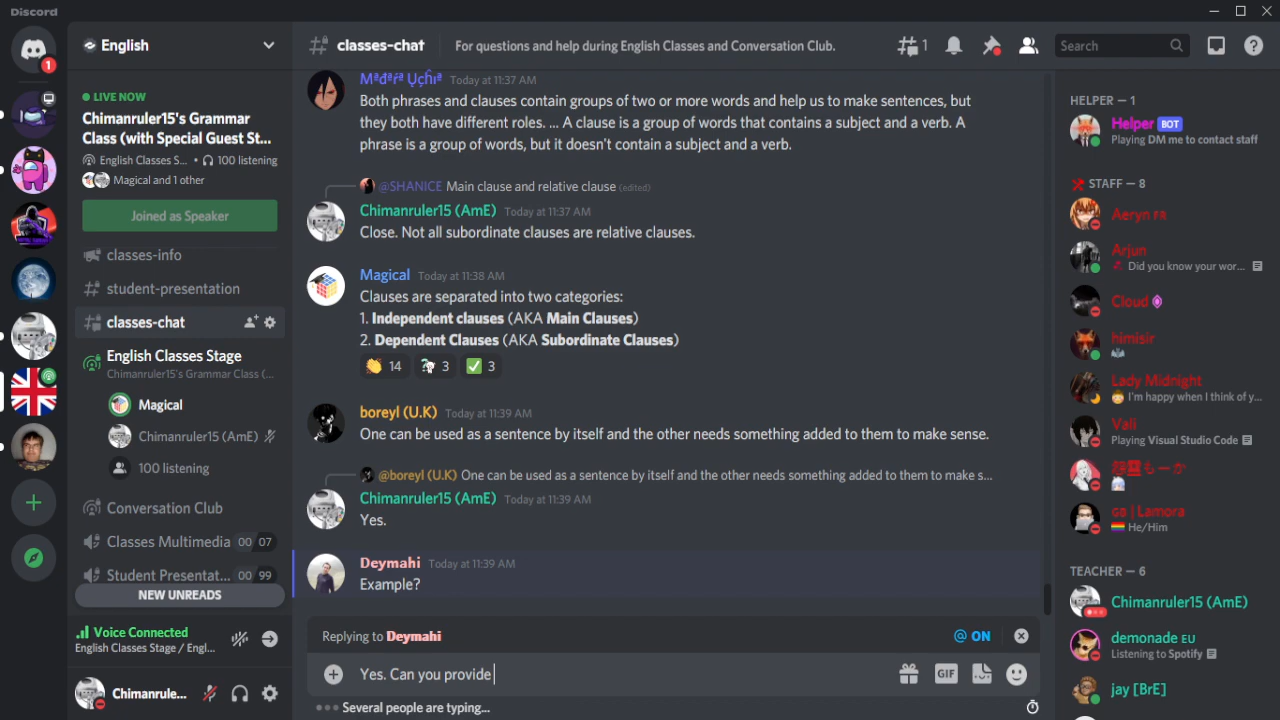 Discord
1
English
LIVE NOW
Chimanruler15's Grammar
Class (with Special Guest St...
English Classes S... • 100 listening
Magical and 1 other
Joined as Speaker
classes-info
student-presentation
classes-chat
English Classes Stage
Chimanruler15's Grammar Class (...
Magical
Chimanruler15 (AmE)
100 listening
Conversation Club
Classes Multimedia 00 07
Student Presentat... 00 99
NEW UNREADS
Voice Connected
English Classes Stage / Engl...
Chimanrule...
classes-chat For questions and help during English Classes and Conversation Club.
1
Search
Today at 11:37 AM
Both phrases and clauses contain groups of two or more words and help us to make sentences, but
they both have different roles. ... A clause is a group of words that contains a subject and a verb. A
phrase is a group of words, but it doesn't contain a subject and a verb.
@SHANICE Main clause and relative clause (edited)
Chimanruler15 (AmE) Today at 11:37 AM
Close. Not all subordinate clauses are relative clauses.
Magical Today at 11:38 AM
Clauses are separated into two categories:
1. Independent clauses (AKA Main Clauses)
2. Dependent Clauses (AKA Subordinate Clauses)
14 3 3
boreyl (U.K) Today at 11:39 AM
One can be used as a sentence by itself and the other needs something added to them to make sense.
@boreyl (U.K) One can be used as a sentence by itself and the other needs something added to them to make s...
Chimanruler15 (AmE) Today at 11:39 AM
Yes.
Deymahi Today at 11:39 AM
Example?
Replying to Deymahi
@ ON
Yes. Can you provide
GIF
Several people are typing...
HELPER — 1
Helper BOT
Playing DM me to contact staff
STAFF — 8
Aeryn FR
Arjun
Did you know your wor...
Cloud
himisir
Lady Midnight
I'm happy when I think of y...
Vali
Playing Visual Studio Code
GB | Lamora
He/Him
TEACHER — 6
Chimanruler15 (AmE)
demonade EU
Listening to Spotify
jay [BrE]